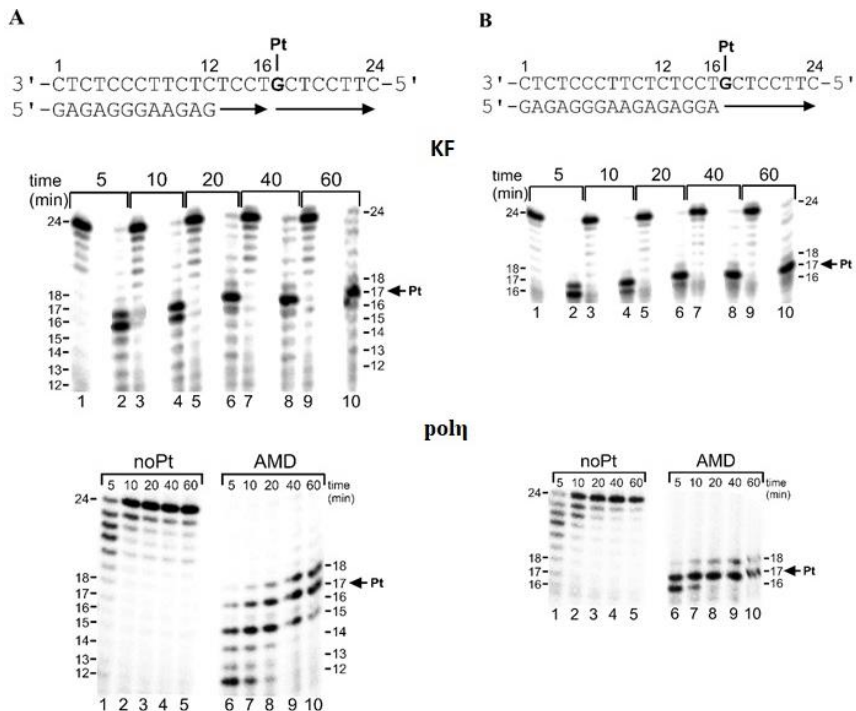 A
Pt
1 12 16 24
3'-CTCTCCCTTCTCTCCTGCTCCTTC-5'
5'-GAGAGGGAAGAG
B
Pt
1 16 24
3'-CTCTCCCTTCTCTCCTGCTCCTTC-5'
5'-GAGAGGGAAGAGAGGA
KF
time (min) 5 10 20 40 60
24
18
17
16
15
14
13
12
24
18
17 Pt
16
15
13
12
1 2 3 4 5 6 7 8 9 10
time (min) 5 10 20 40 60
24
18
17
16
24
18
17 Pt
16
1 2 3 4 5 6 7 8 9 10
polη
noPt AMD
5 10 20 40 60 5 10 20 40 60 time (min)
24
18
17
16
15
14
13
12
18
17 Pt
16
15
14
13
12
1 2 3 4 5 6 7 8 9 10
noPt AMD
5 10 20 40 60 5 10 20 40 60 time (min)
24
18
17
16
18
17 Pt
16
1 2 3 4 5 6 7 8 9 10